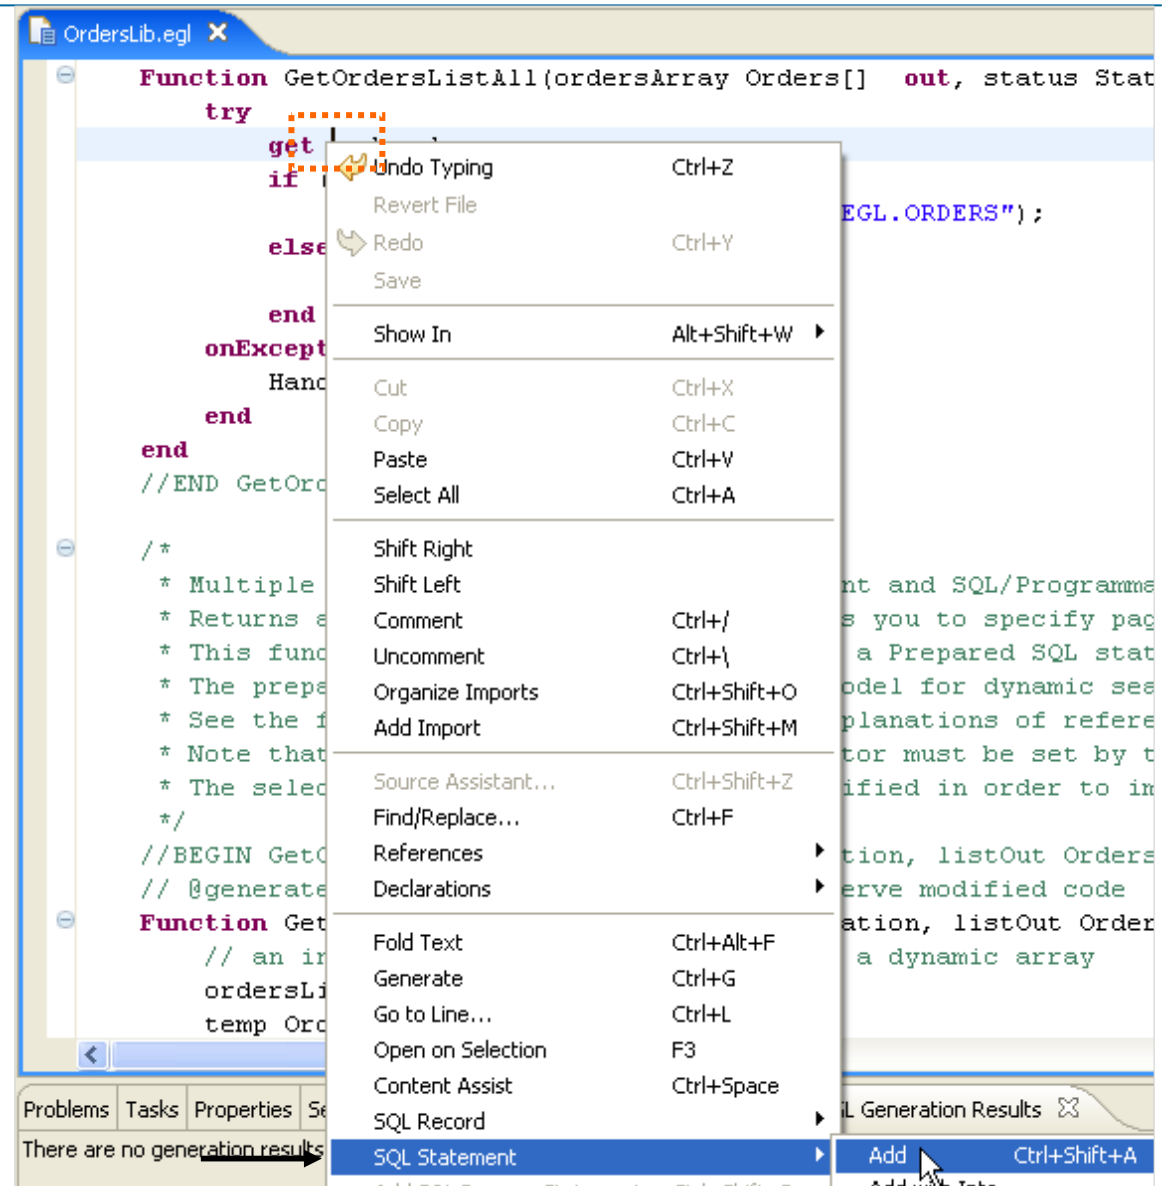 OrdersLib.egl
Function GetOrdersListAll(ordersArray Orders[] out, status Stat
try
get
if
EGL.ORDERS");
else
end
onExcept
Hand
end
end
//END GetOrd
/*
* Multiple nt and SQL/Programme
* Returns s you to specify pag
* This func a Prepared SQL stat
* The prepa odel for dynamic sea
* See the f planations of refere
* Note that tor must be set by t
* The selec ified in order to im
*/
//BEGIN GetO tion, listOut Orders
// @generate erve modified code
Function Get ation, listOut Order
// an in a dynamic array
ordersLi
temp Ord
Undo Typing Ctrl+Z
Revert File
Redo Ctrl+Y
Save
Show In Alt+Shift+W
Cut Ctrl+X
Copy Ctrl+C
Paste Ctrl+V
Select All Ctrl+A
Shift Right
Shift Left
Comment Ctrl+/
Uncomment Ctrl+\
Organize Imports Ctrl+Shift+O
Add Import Ctrl+Shift+M
Source Assistant... Ctrl+Shift+Z
Find/Replace... Ctrl+F
References
Declarations
Fold Text Ctrl+Alt+F
Generate Ctrl+G
Go to Line... Ctrl+L
Open on Selection F3
Content Assist Ctrl+Space
SQL Record
SQL Statement
Add Ctrl+Shift+A
Problems Tasks Properties Se L Generation Results
There are no generation results